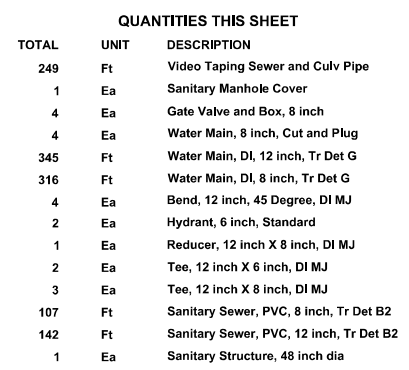 QUANTITIES THIS SHEET
TOTAL UNIT DESCRIPTION
249 Ft Video Taping Sewer and Culv Pipe
1 Ea Sanitary Manhole Cover
4 Ea Gate Valve and Box, 8 inch
4 Ea Water Main, 8 inch, Cut and Plug
345 Ft Water Main, DI, 12 inch, Tr Det G
316 Ft Water Main, DI, 8 inch, Tr Det G
4 Ea Bend, 12 inch, 45 Degree, DI MJ
2 Ea Hydrant, 6 inch, Standard
1 Ea Reducer, 12 inch X 8 inch, DI MJ
2 Ea Tee, 12 inch X 6 inch, DI MJ
3 Ea Tee, 12 inch X 8 inch, DI MJ
107 Ft Sanitary Sewer, PVC, 8 inch, Tr Det B2
142 Ft Sanitary Sewer, PVC, 12 inch, Tr Det B2
1 Ea Sanitary Structure, 48 inch dia